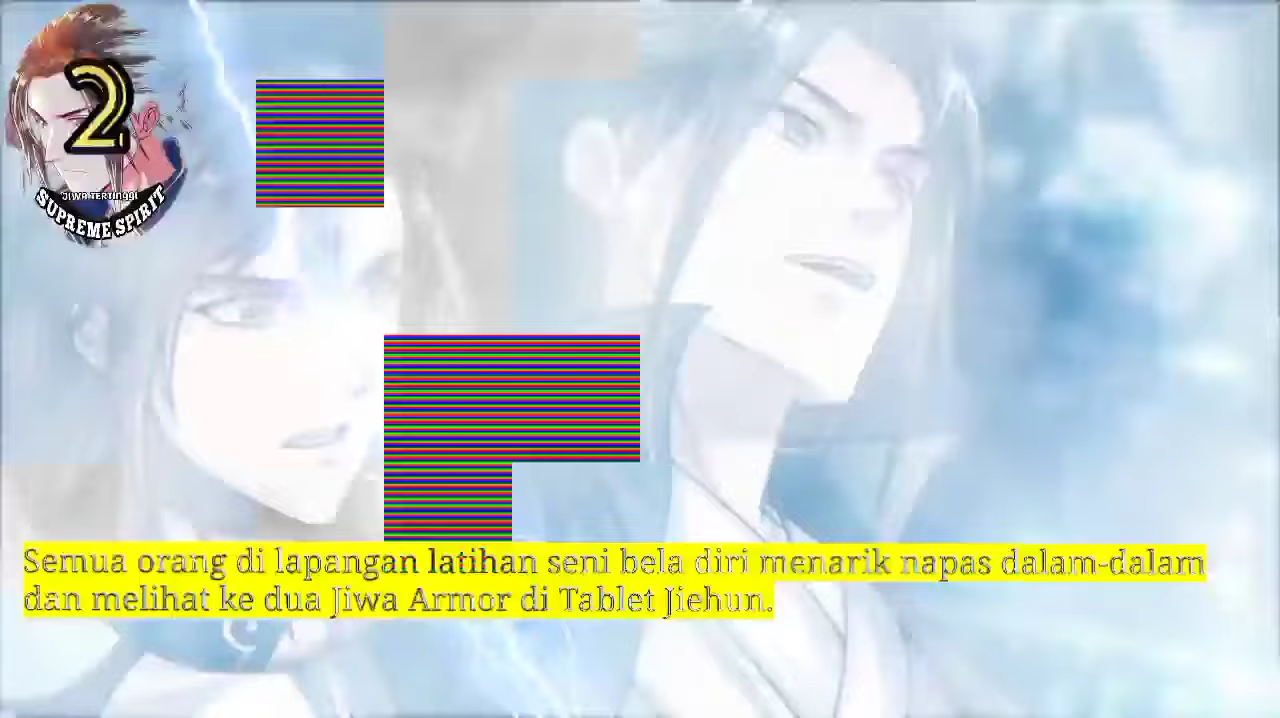 2
JIWA TERTINGGI
SUPREME SPIRIT
Semua orang di lapangan latihan seni bela diri menarik napas dalam-dalam
dan melihat ke dua Jiwa Armor di Tablet Jiehun.